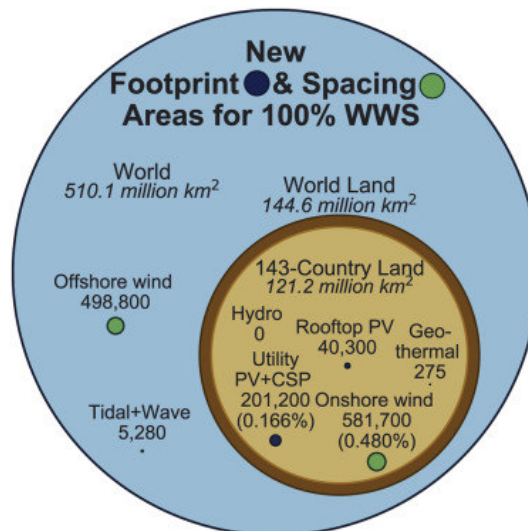 New
Footprint & Spacing
Areas for 100% WWS
World
510.1 million km²
World Land
144.6 million km²
143-Country Land
121.2 million km²
Offshore wind
498,800
Hydro
0
Rooftop PV
40,300
Geo-
thermal
275
Utility
PV+CSP
201,200
(0.166%)
Onshore wind
581,700
(0.480%)
Tidal+Wave
5,280